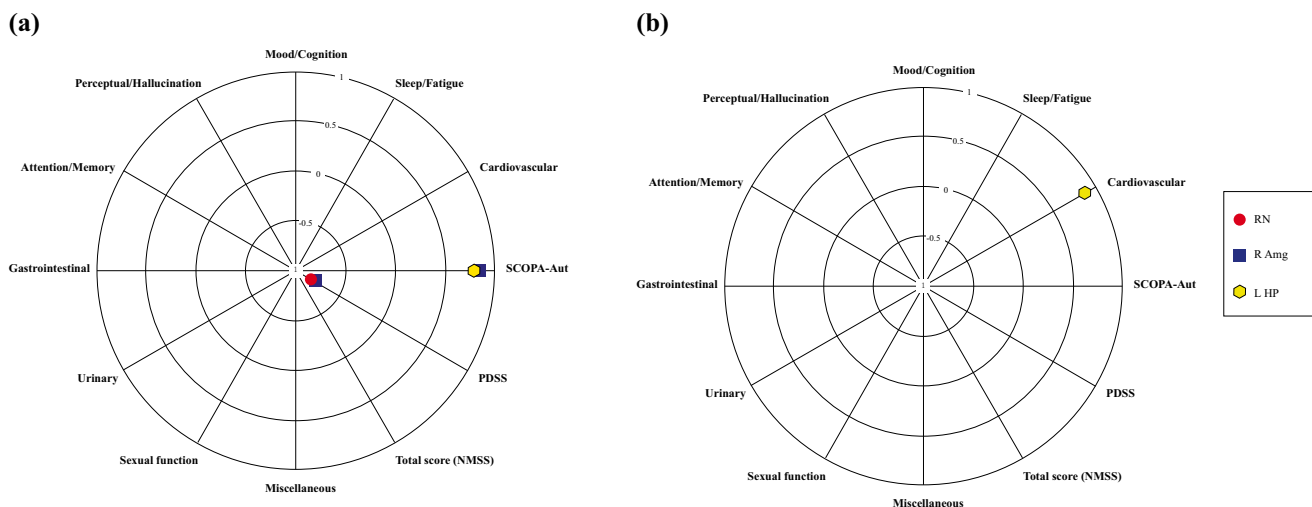 (a)
(b)
Mood/Cognition
Perceptual/Hallucination
Sleep/Fatigue
1
0.5
Attention/Memory
Cardiovascular
0
-0.5
Gastrointestinal
-1
SCOPA-Aut
Urinary
PDSS
Sexual function
Total score (NMSS)
Miscellaneous
Mood/Cognition
Perceptual/Hallucination
Sleep/Fatigue
1
0.5
Attention/Memory
Cardiovascular
0
-0.5
Gastrointestinal
1
SCOPA-Aut
Urinary
PDSS
Sexual function
Total score (NMSS)
Miscellaneous
RN
R Amg
L HP